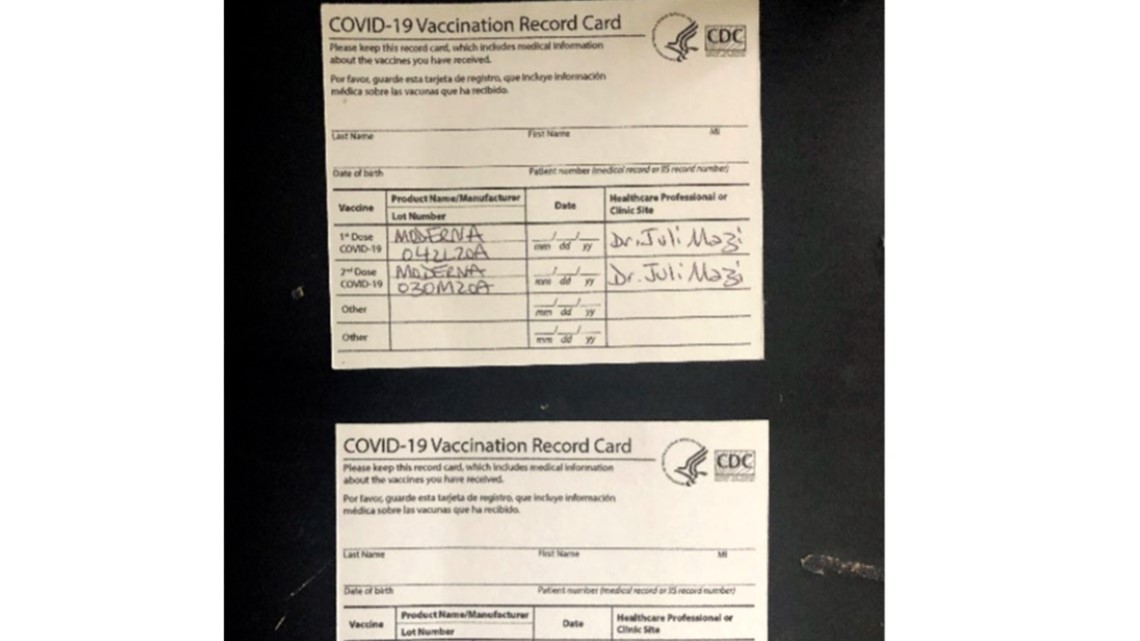 COVID-19 Vaccination Record Card
CDC
Please keep this record card, which includes medical information
about the vaccines you have received.
Por favor, guarde esta tarjeta de registro, que incluye información
médica sobre las vacunas que ha recibido.
Last Name First Name MI
Date of birth Patient number (medical record or IIS record number)
Vaccine Product Name/Manufacturer Date Healthcare Professional or
Lot Number Clinic Site
1st Dose MODERNA Dr. Juli Mazi
COVID-19 042L20A mm dd yy
2nd Dose MODERNA Dr. Juli Mazi
COVID-19 030M20A mm dd yy
Other mm dd yy
Other mm dd yy
COVID-19 Vaccination Record Card
CDC
Please keep this record card, which includes medical information
about the vaccines you have received.
Por favor, guarde esta tarjeta de registro, que incluye información
médica sobre las vacunas que ha recibido.
Last Name First Name MI
Date of birth Patient number (medical record or IIS record number)
Vaccine Product Name/Manufacturer Date Healthcare Professional or
Lot Number Clinic Site